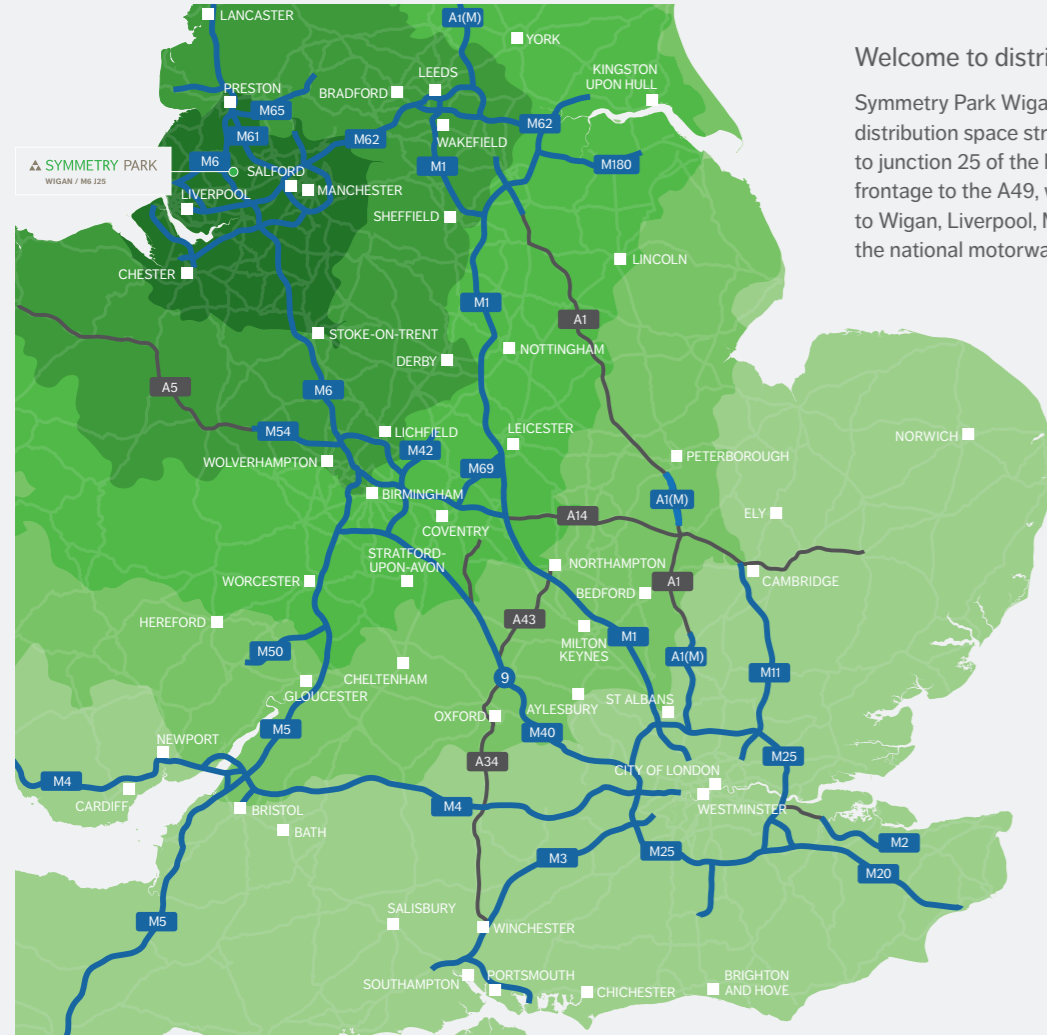 LANCASTER
A1(M)
YORK
LEEDS
KINGSTON
UPON HULL
BRADFORD
PRESTON
M65
M61
M62
WAKEFIELD
M62
M6
M1
M180
SYMMETRY PARK
WIGAN / M6 J25
SALFORD
MANCHESTER
LIVERPOOL
SHEFFIELD
LINCOLN
CHESTER
M1
A1
STOKE-ON-TRENT
NOTTINGHAM
DERBY
A5
M6
M54
LICHFIELD
M42
LEICESTER
NORWICH
WOLVERHAMPTON
M69
PETERBOROUGH
BIRMINGHAM
A1(M)
COVENTRY
A14
ELY
STRATFORD-
UPON-AVON
NORTHAMPTON
WORCESTER
A1
CAMBRIDGE
BEDFORD
HEREFORD
A43
MILTON
KEYNES
M1
M50
A1(M)
CHELTENHAM
M11
9
GLOUCESTER
AYLESBURY
ST ALBANS
OXFORD
M5
M40
NEWPORT
M25
A34
CITY OF LONDON
M4
CARDIFF
BRISTOL
M4
WESTMINSTER
BATH
M3
M25
M2
M20
SALISBURY
M5
WINCHESTER
SOUTHAMPTON
PORTSMOUTH
CHICHESTER
BRIGHTON
AND HOVE
Welcome to distri
Symmetry Park Wiga
distribution space str
to junction 25 of the
frontage to the A49,
to Wigan, Liverpool, M
the national motorwa